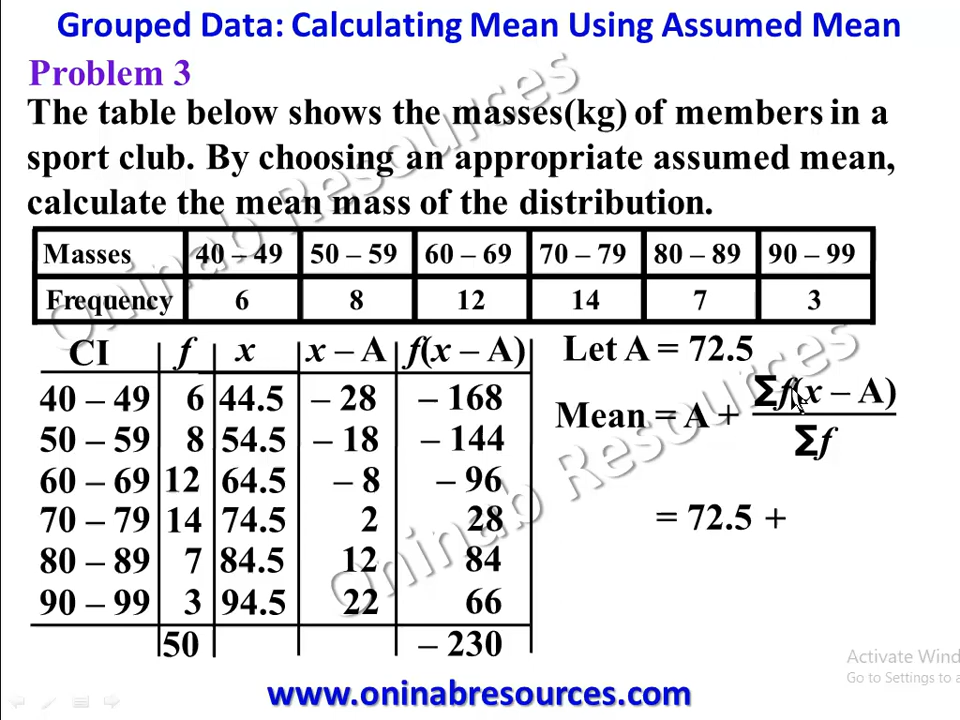 Grouped Data: Calculating Mean Using Assumed Mean
Problem 3
The table below shows the masses(kg) of members in a
sport club. By choosing an appropriate assumed mean,
calculate the mean mass of the distribution.
Masses 40 – 49 50 – 59 60 – 69 70 – 79 80 – 89 90 – 99
Frequency 6 8 12 14 7 3
CI f x x – A f(x – A)
40 – 49 6 44.5 – 28 – 168
50 – 59 8 54.5 – 18 – 144
60 – 69 12 64.5 – 8 – 96
70 – 79 14 74.5 2 28
80 – 89 7 84.5 12 84
90 – 99 3 94.5 22 66
50 – 230
Let A = 72.5
Mean = A + Σf(x – A)
Σf
= 72.5 +
Oninab Resources
Oninab Resources
Activate Wind
Go to Settings to a
www.oninabresources.com